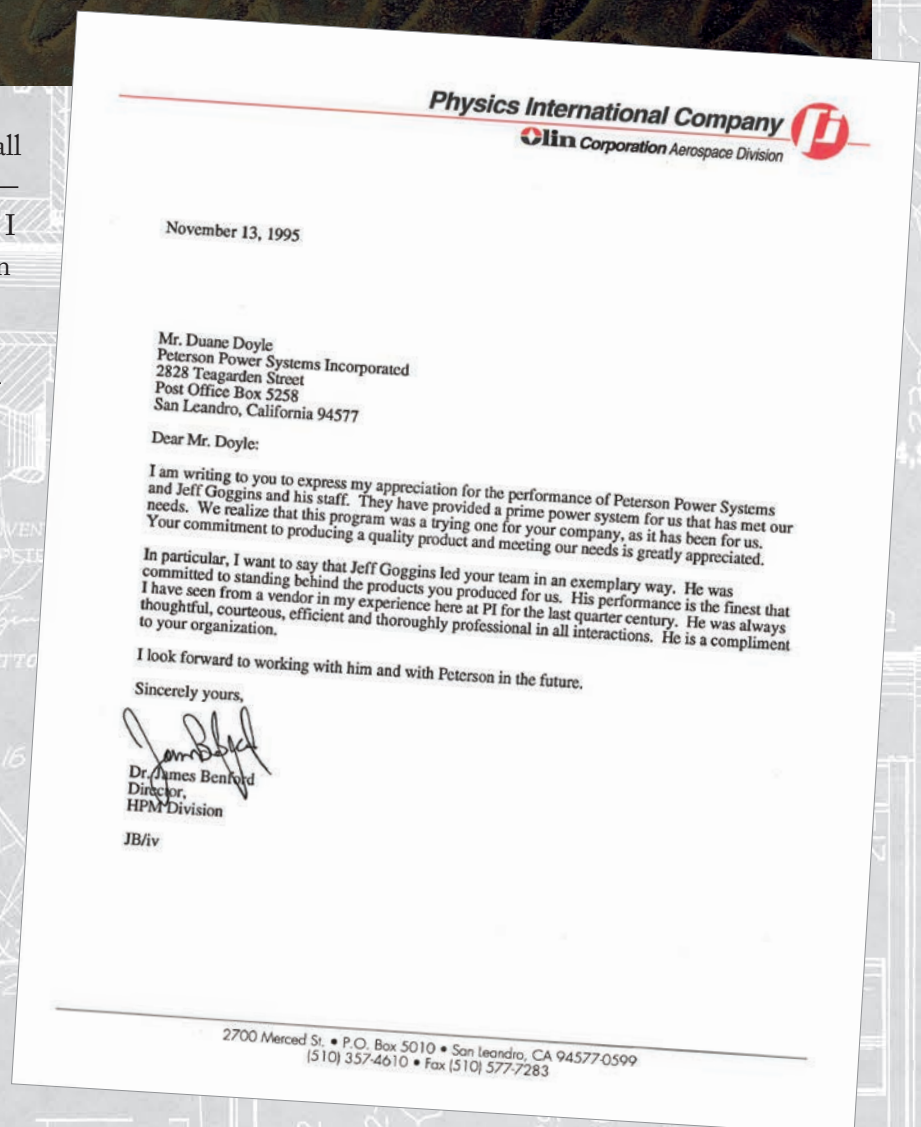 all
—
I
Physics International Company
Olin Corporation Aerospace Division
November 13, 1995
Mr. Duane Doyle
Peterson Power Systems Incorporated
2828 Teagarden Street
Post Office Box 5258
San Leandro, California 94577
Dear Mr. Doyle:
I am writing to you to express my appreciation for the performance of Peterson Power Systems
and Jeff Goggins and his staff. They have provided a prime power system for us that has met our
needs. We realize that this program was a trying one for your company, as it has been for us.
Your commitment to producing a quality product and meeting our needs is greatly appreciated.
In particular, I want to say that Jeff Goggins led your team in an exemplary way. He was
committed to standing behind the products you produced for us. His performance is the finest that
I have seen from a vendor in my experience here at PI for the last quarter century. He was always
thoughtful, courteous, efficient and thoroughly professional in all interactions. He is a compliment
to your organization.
I look forward to working with him and with Peterson in the future.
Sincerely yours,
Dr. James Benford
Director,
HPM Division
JB/iv
2700 Merced St. • P.O. Box 5010 • San Leandro, CA 94577-0599
(510) 357-4610 • Fax (510) 577-7283